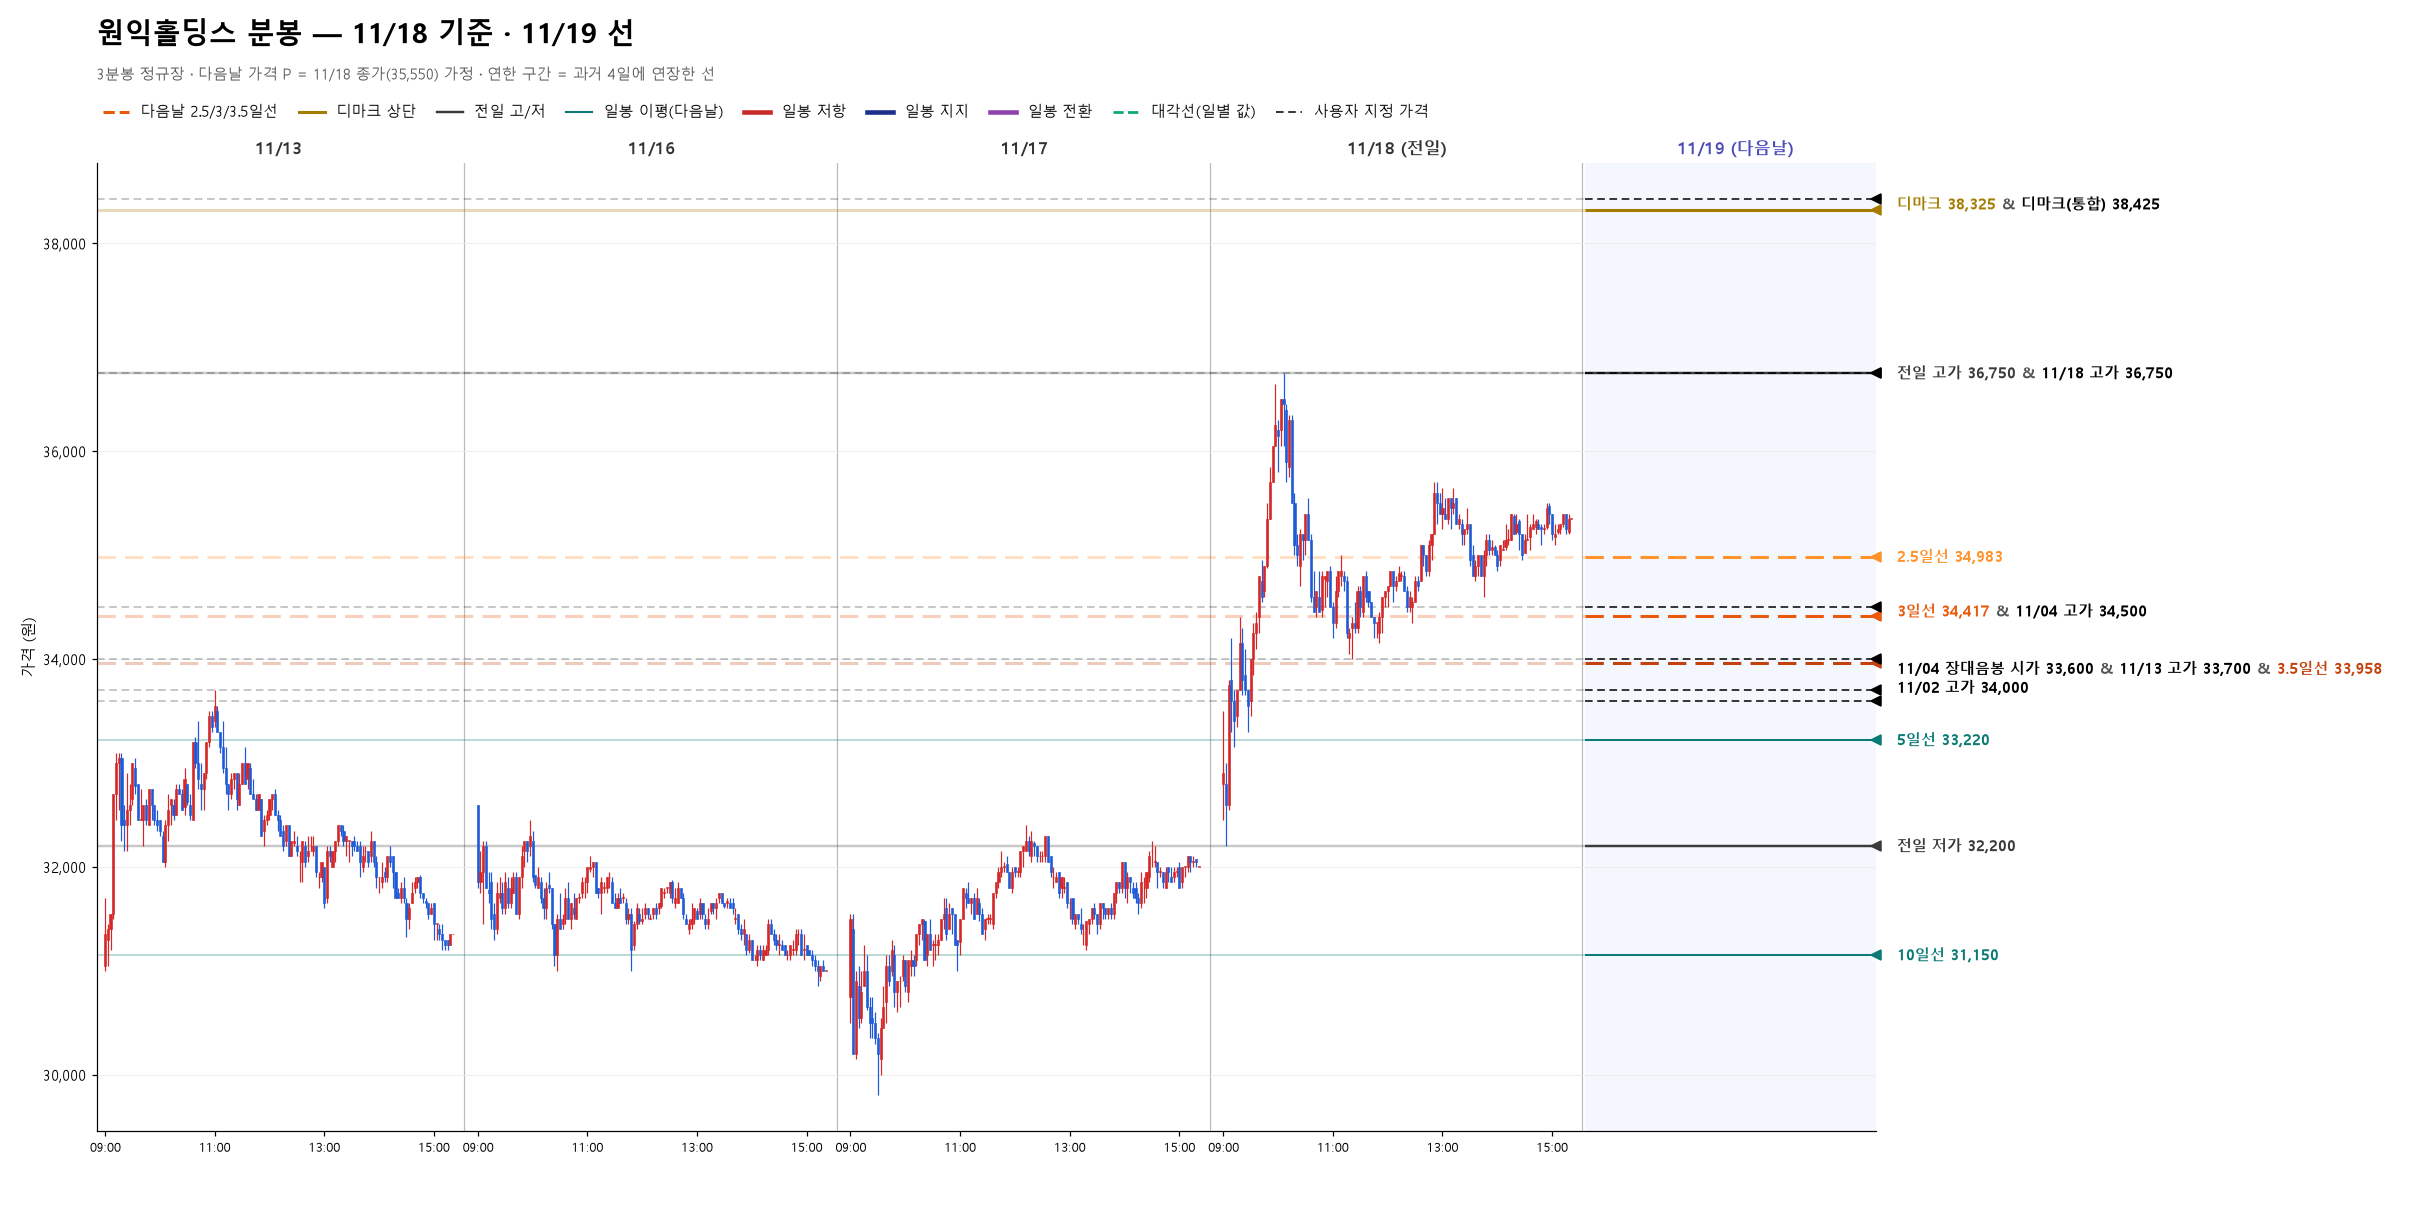 원익홀딩스 분봉 — 11/18 기준 · 11/19 선
3분봉 정규장 · 다음날 가격 P = 11/18 종가(35,550) 가정 · 연한 구간 = 과거 4일에 연장한 선
다음날 2.5/3/3.5일선 디마크 상단 전일 고/저 일봉 이평(다음날) 일봉 저항 일봉 지지 일봉 전환 대각선(일별 값) 사용자 지정 가격
11/13 11/16 11/17 11/18 (전일) 11/19 (다음날)
디마크 38,325 & 디마크(통합) 38,425
38,000
전일 고가 36,750 & 11/18 고가 36,750
36,000
2.5일선 34,983
3일선 34,417 & 11/04 고가 34,500
가격 (원)
34,000
11/04 장대음봉 시가 33,600 & 11/13 고가 33,700 & 3.5일선 33,958
11/02 고가 34,000
5일선 33,220
전일 저가 32,200
32,000
10일선 31,150
30,000
09:00 11:00 13:00 15:00 09:00 11:00 13:00 15:00 09:00 11:00 13:00 15:00 09:00 11:00 13:00 15:00